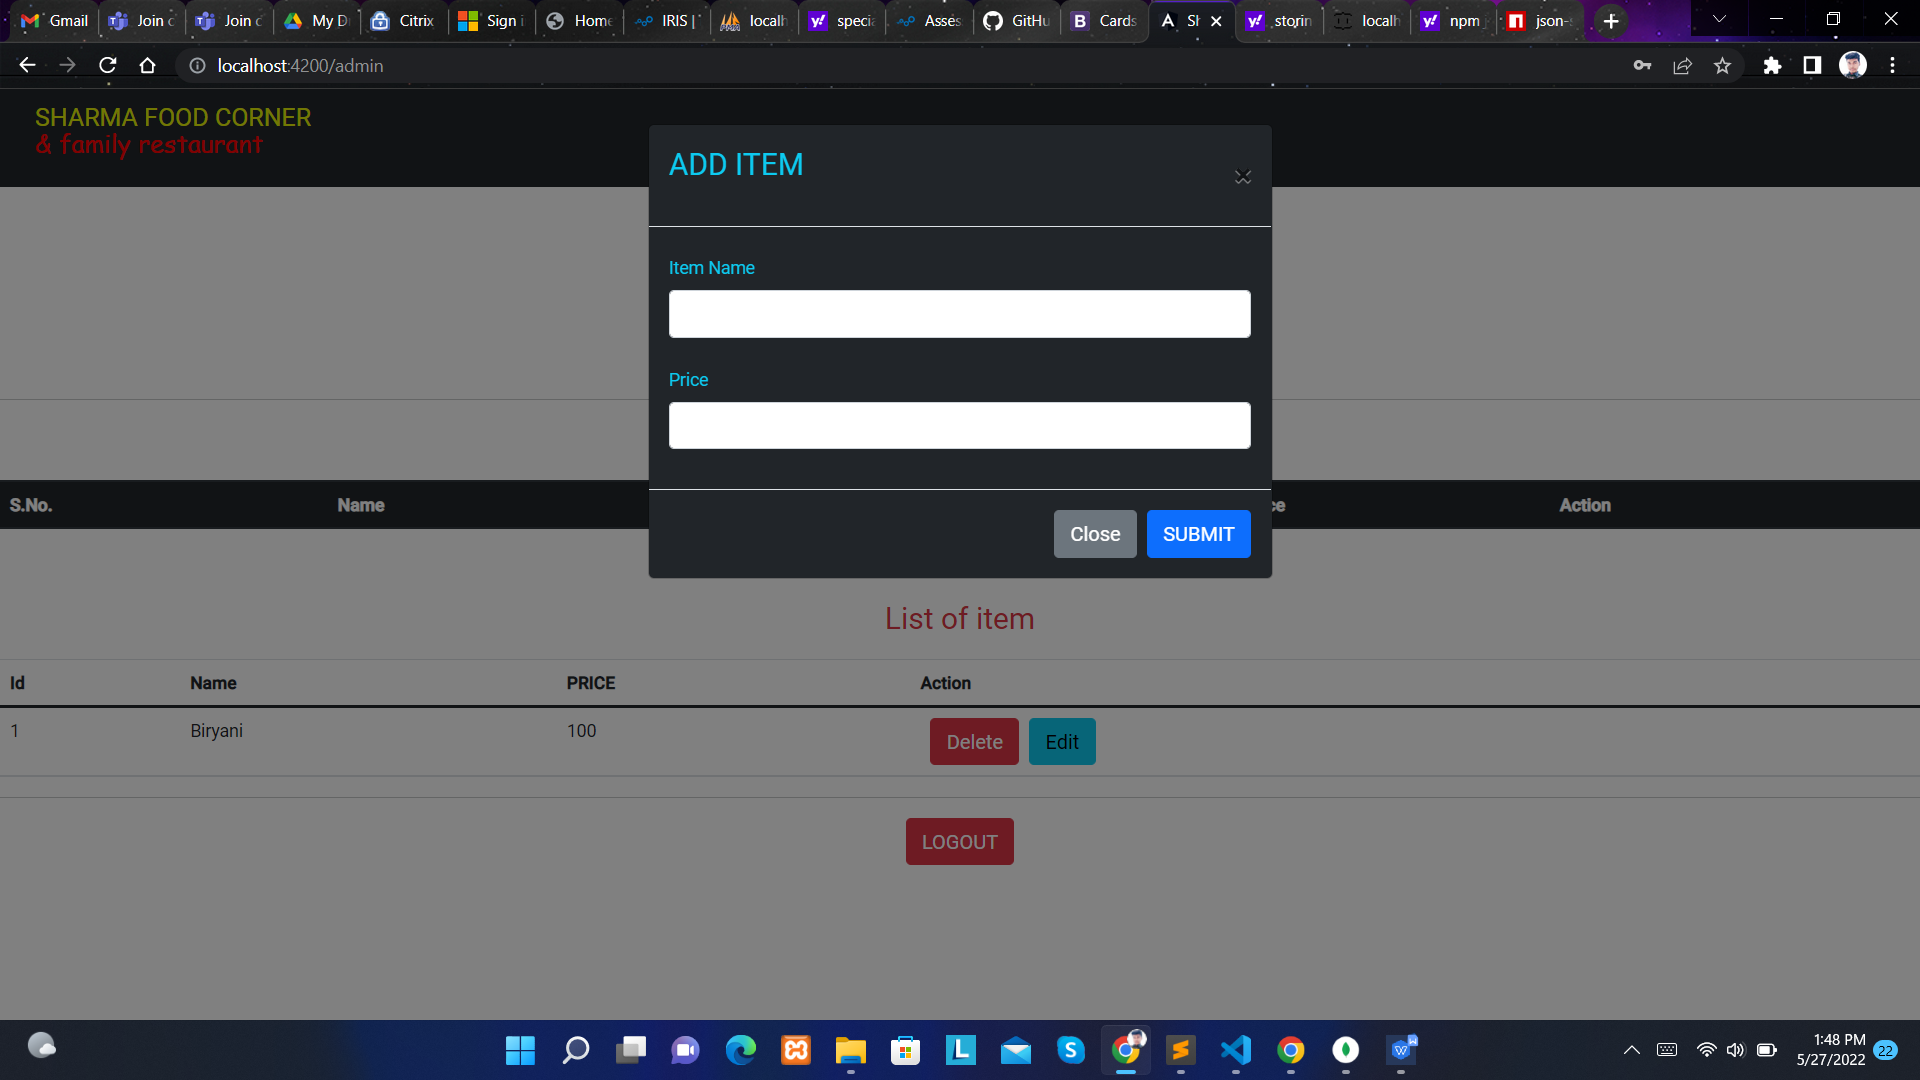 Gmail
Join
Join
My D
Citrix
Sign i
Home
IRIS |
localh
specia
Asses
GitHu
Cards
Sh
storin
localh
npm
json-
localhost:4200/admin
SHARMA FOOD CORNER
& family restaurant
ADD ITEM
×
Item Name
Price
S.No. Name ce Action
Close SUBMIT
List of item
Id Name PRICE Action
1 Biryani 100 Delete Edit
LOGOUT
1:48 PM
5/27/2022 22